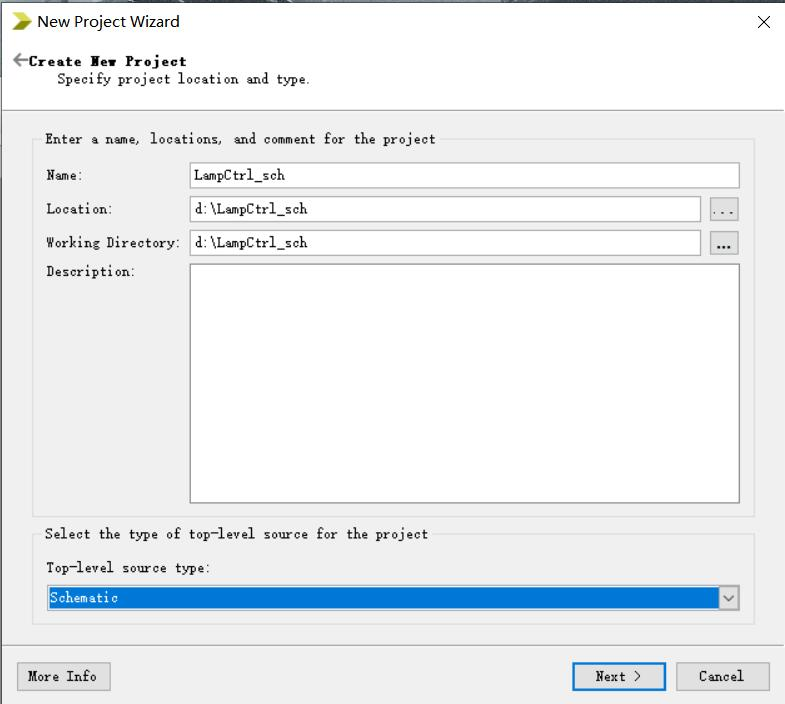 New Project Wizard
Create New Project
Specify project location and type.
Enter a name, locations, and comment for the project
Name: LampCtrl_sch
Location: d:\LampCtrl_sch ...
Working Directory: d:\LampCtrl_sch ...
Description:
Select the type of top-level source for the project
Top-level source type:
Schematic
More Info Next > Cancel